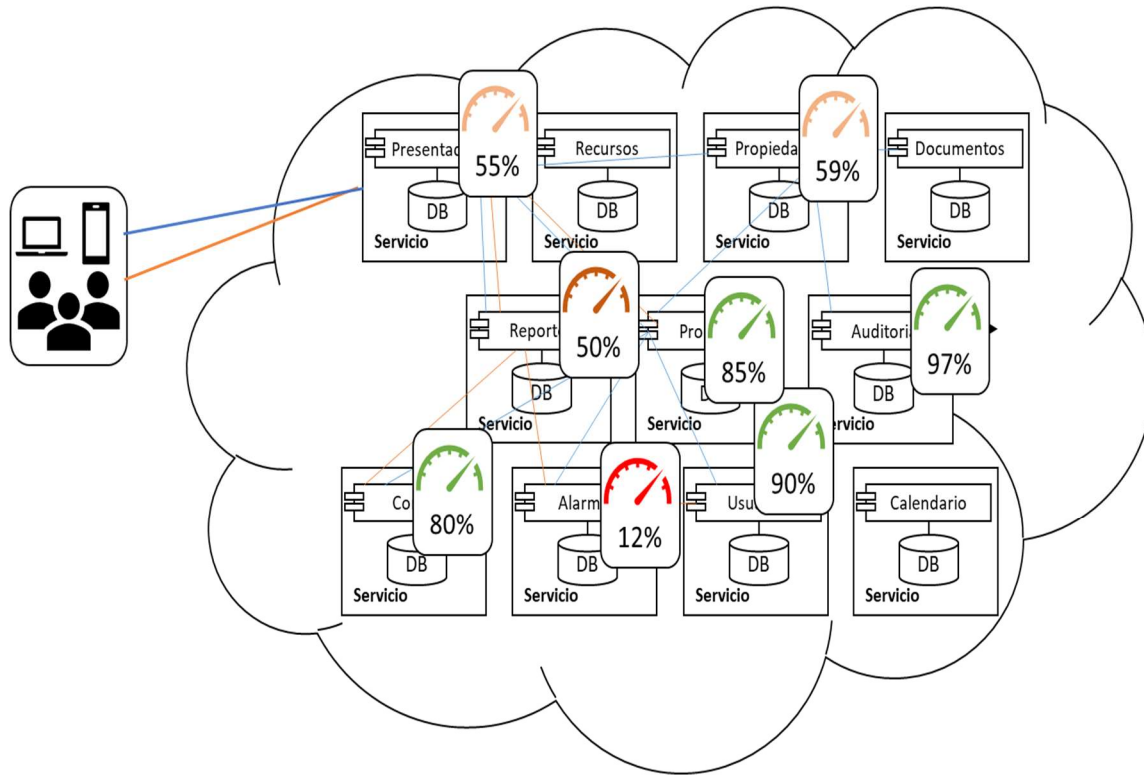 55%
59%
Presentac
Recursos
Propieda
Documentos
DB
DB
DB
DB
Servicio
Servicio
Servicio
Servicio
50%
85%
97%
Report
Pro
Auditoria
DB
DB
Servicio
Servicio
ervicio
80%
12%
90%
Co
Alarm
Usu
Calendario
DB
DB
DB
DB
Servicio
Servicio
Servicio
Servicio